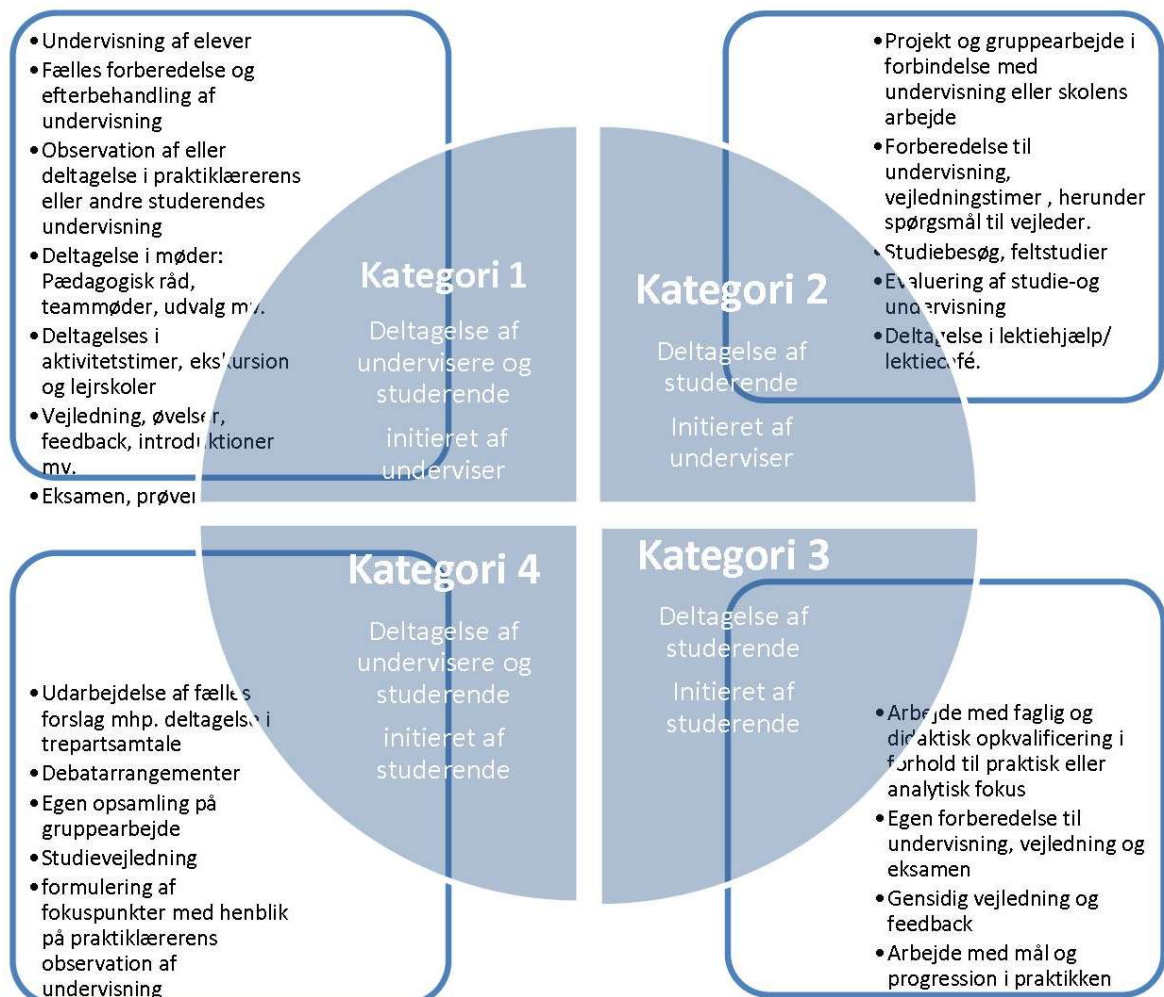 •Undervisning af elever
•Fælles forberedelse og
efterbehandling af
undervisning
•Observation af eller
deltagelse i praktiklærerens
eller andre studerendes
undervisning
•Deltagelse i møder:
Pædagogisk råd,
teammøder, udvalg mv.
•Deltagelses i
aktivitetstimer, ekskursion
og lejrskoler
•Vejledning, øvelser,
feedback, introduktioner
mv.
•Eksamen, prøver
Kategori 1
Deltagelse af
undervisere og
studerende
initieret af
underviser
•Projekt og gruppearbejde i
forbindelse med
undervisning eller skolens
arbejde
•Forberedelse til
undervisning,
vejledningstimer , herunder
spørgsmål til vejleder.
•Studiebesøg, feltstudier
•Evaluering af studie-og
undervisning
•Deltagelse i lektiehjælp/
lektiecafé.
Kategori 2
Deltagelse af
studerende
Initieret af
underviser
Kategori 4
Deltagelse af
undervisere og
studerende
initieret af
studerende
•Udarbejdelse af fælles
forslag mhp. deltagelse i
trepartsamtale
•Debatarrangementer
•Egen opsamling på
gruppearbejde
•Studievejledning
•formulering af
fokuspunkter med henblik
på praktiklærerens
observation af
undervisning
Kategori 3
Deltagelse af
studerende
Initieret af
studerende
•Arbejde med faglig og
didaktisk opkvalificering i
forhold til praktisk eller
analytisk fokus
•Egen forberedelse til
undervisning, vejledning og
eksamen
•Gensidig vejledning og
feedback
•Arbejde med mål og
progression i praktikken